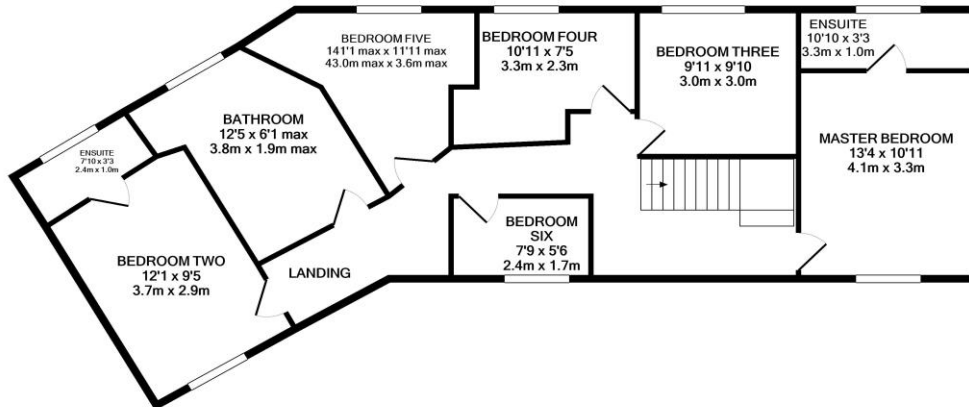 BEDROOM FIVE
141'1 max x 11'11 max
43.0m max x 3.6m max
BEDROOM FOUR
10'11 x 7'5
3.3m x 2.3m
BEDROOM THREE
9'11 x 9'10
3.0m x 3.0m
ENSUITE
10'10 x 3'3
3.3m x 1.0m
BATHROOM
12'5 x 6'1 max
3.8m x 1.9m max
MASTER BEDROOM
13'4 x 10'11
4.1m x 3.3m
ENSUITE
7'10 x 3'3
2.4m x 1.0m
BEDROOM
SIX
7'9 x 5'6
2.4m x 1.7m
BEDROOM TWO
12'1 x 9'5
3.7m x 2.9m
LANDING